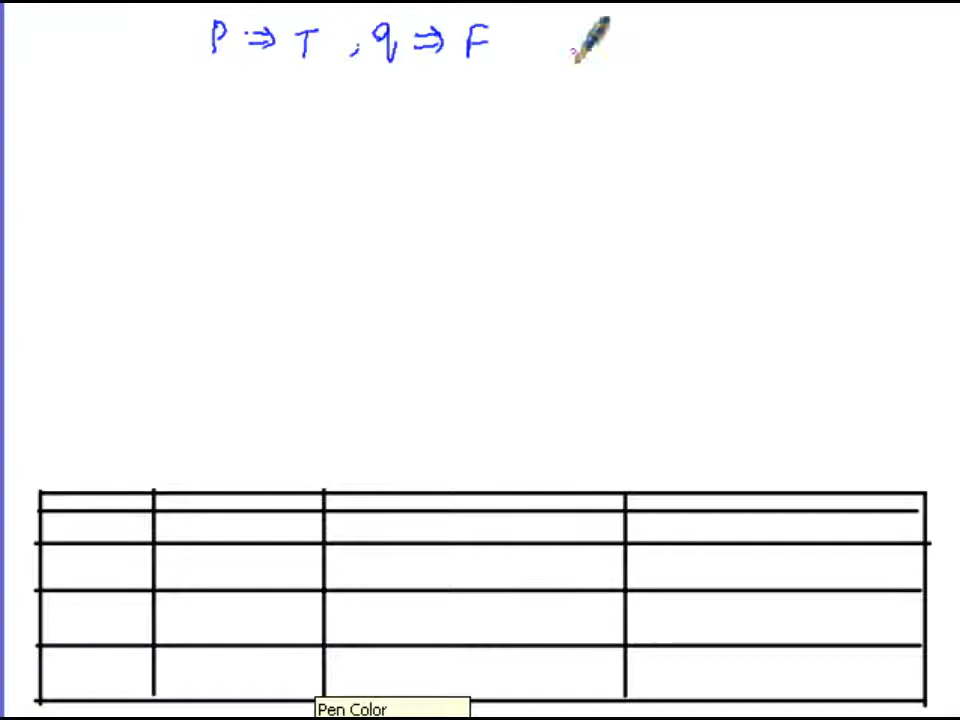 P ⇒ T , q ⇒ F
Pen Color